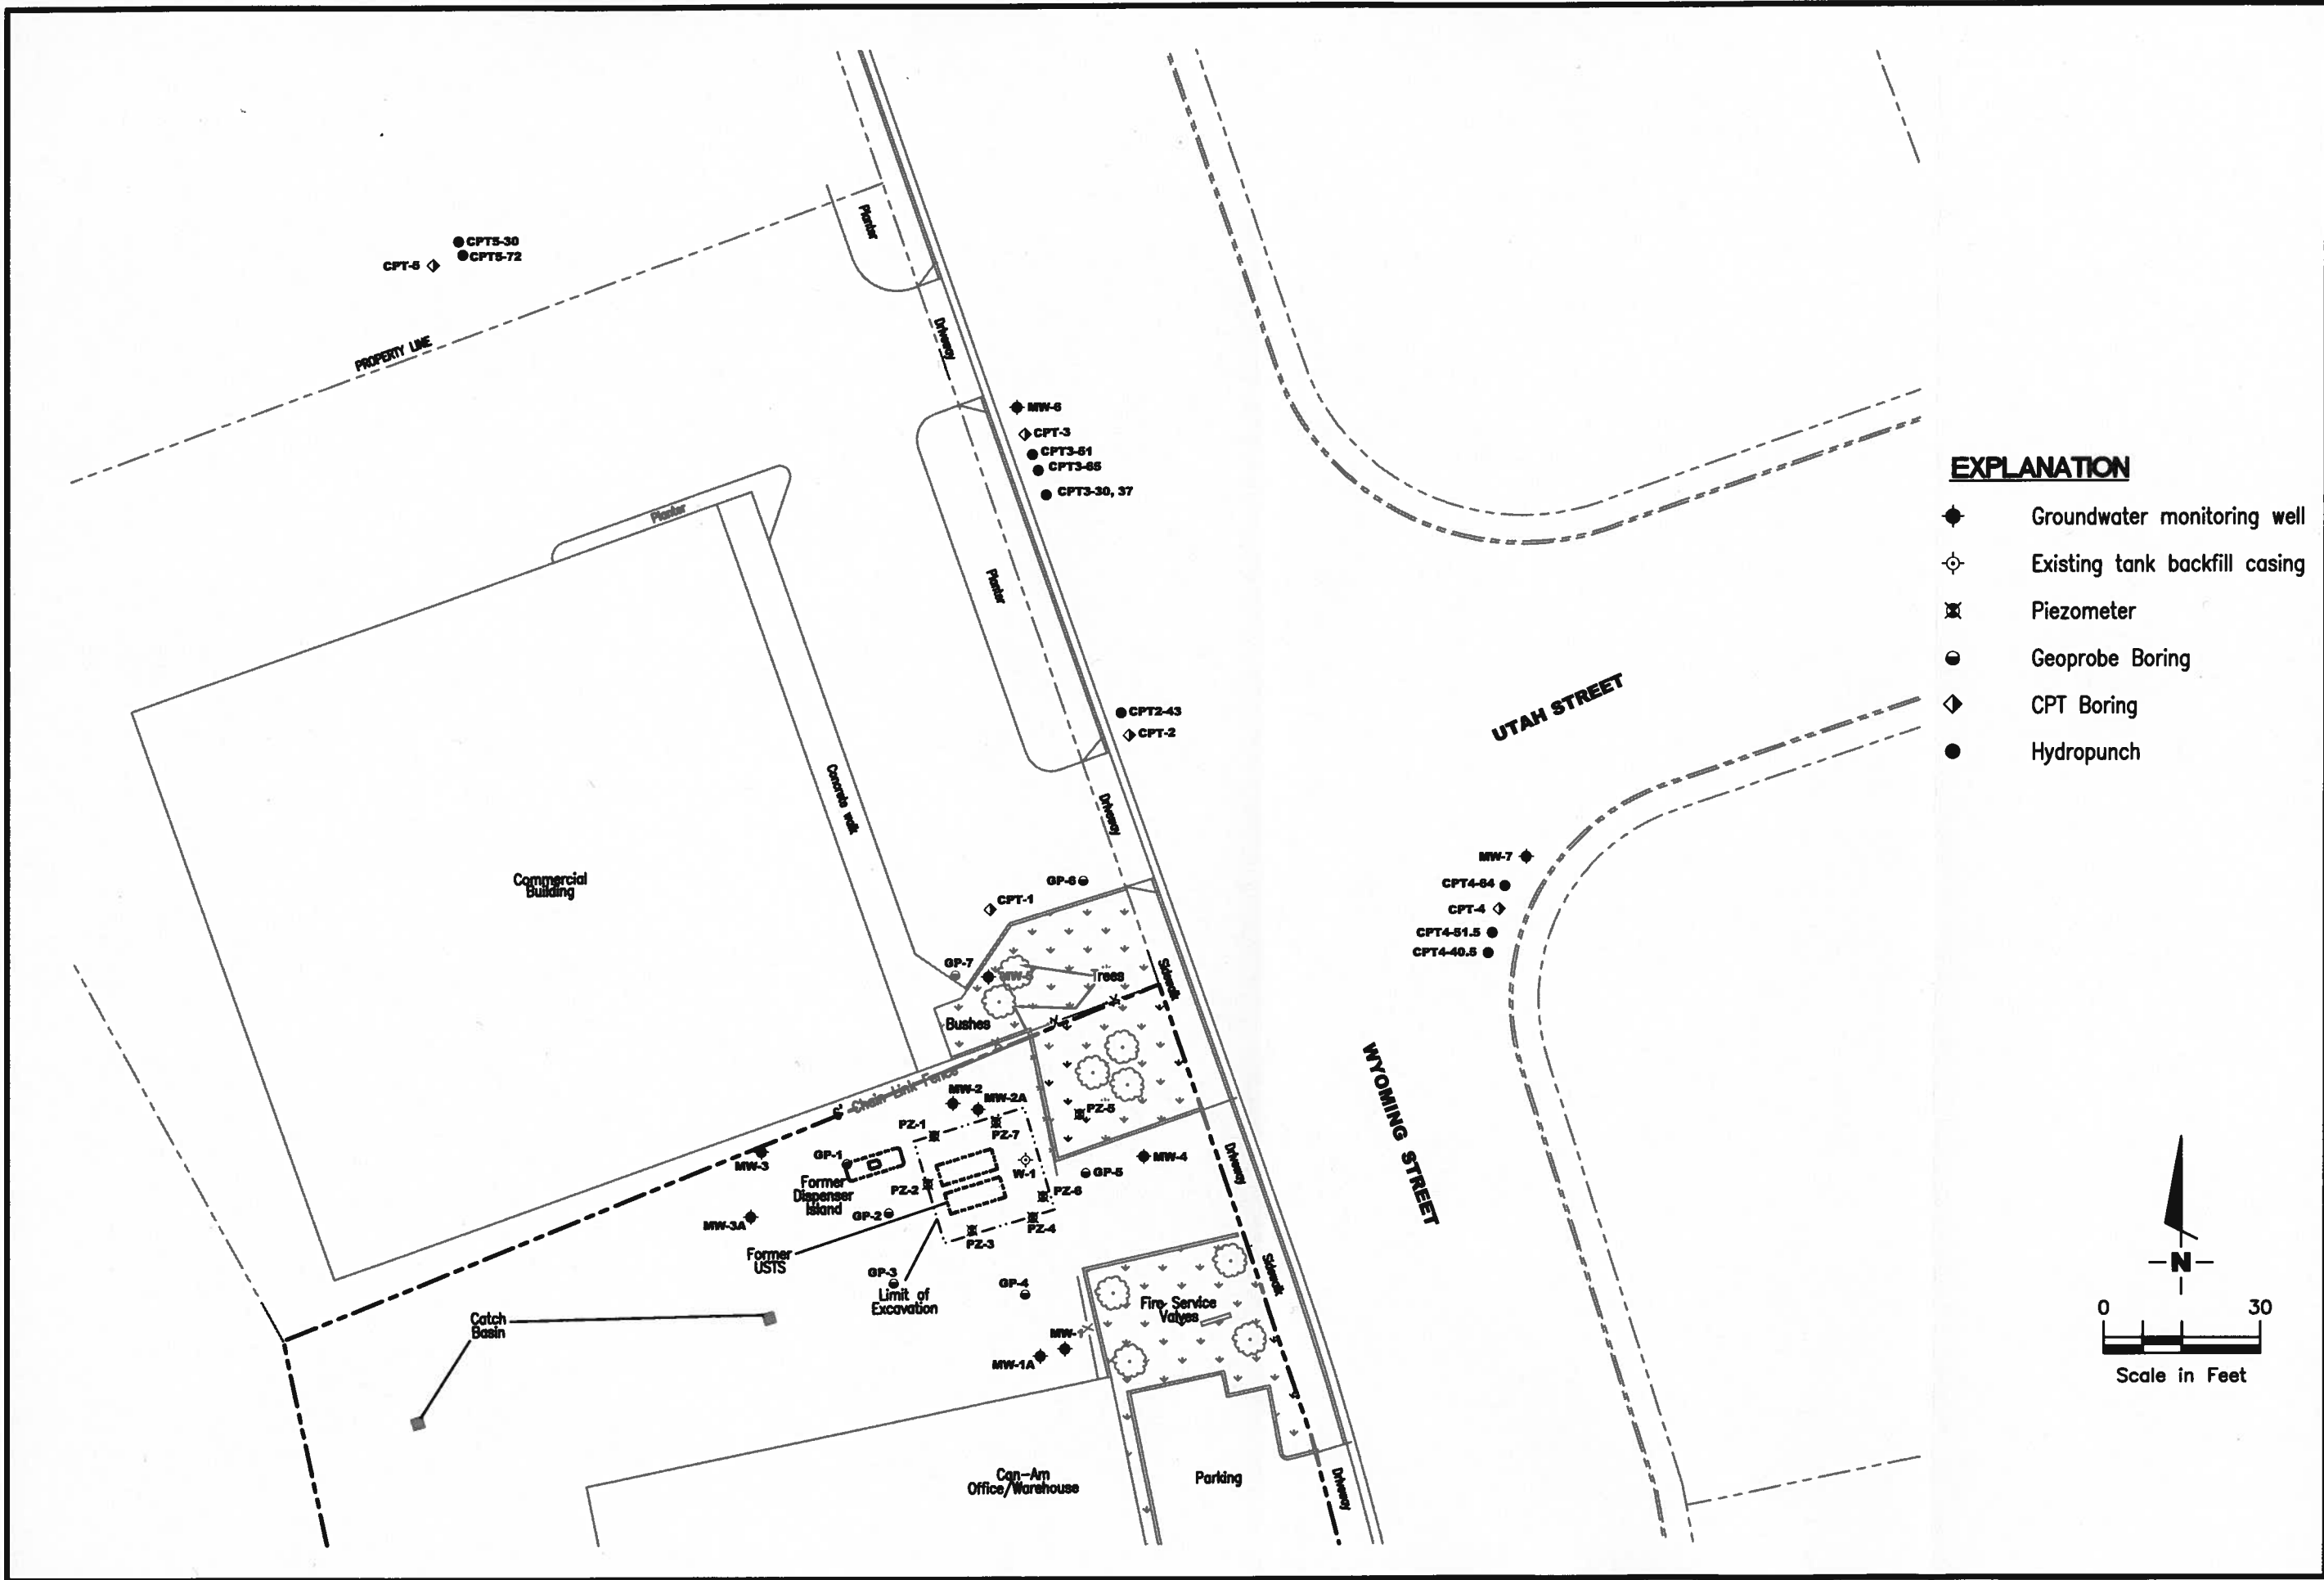 CPT5-30
CPT5-72
CPT-5
PROPERTY LINE
Planter
Driveway
MW-6
CPT-3
CPT3-51
CPT3-65
CPT3-30, 37
Planter
Planter
Concrete walk
CPT2-43
CPT-2
Driveway
UTAH STREET
EXPLANATION
Groundwater monitoring well
Existing tank backfill casing
Piezometer
Geoprobe Boring
CPT Boring
Hydropunch
Commercial
Building
MW-7
CPT4-64
CPT-4
CPT4-51.5
CPT4-40.5
GP-6
CPT-1
GP-7
MW-5
Trees
Sidewalk
Bushes
6' Chain Link Fence
WYOMING STREET
MW-2
MW-2A
PZ-1
PZ-7
PZ-5
MW-3
GP-1
W-1
MW-4
GP-5
Driveway
Former
Dispenser
Island
PZ-2
PZ-6
MW-3A
GP-2
PZ-4
PZ-3
Former
USTS
GP-3
Limit of
Excavation
GP-4
Fire Service
Valves
Sidewalk
Catch
Basin
MW-1
MW-1A
N
0 30
Scale in Feet
Can-Am
Office/Warehouse
Parking
Driveway